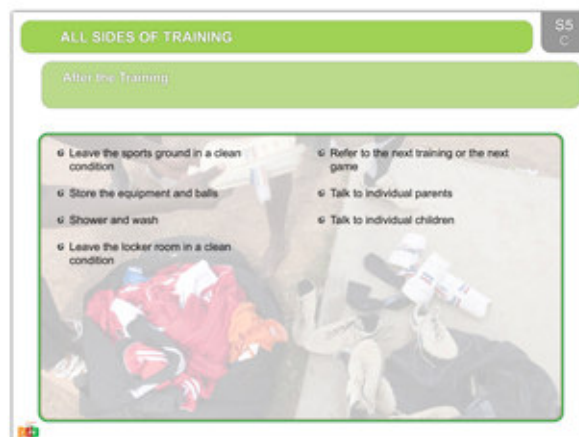 ALL SIDES OF TRAINING
S5
C
After the Training
Leave the sports ground in a clean
condition
Store the equipment and balls
Shower and wash
Leave the locker room in a clean
condition
Refer to the next training or the next
game
Talk to individual parents
Talk to individual children